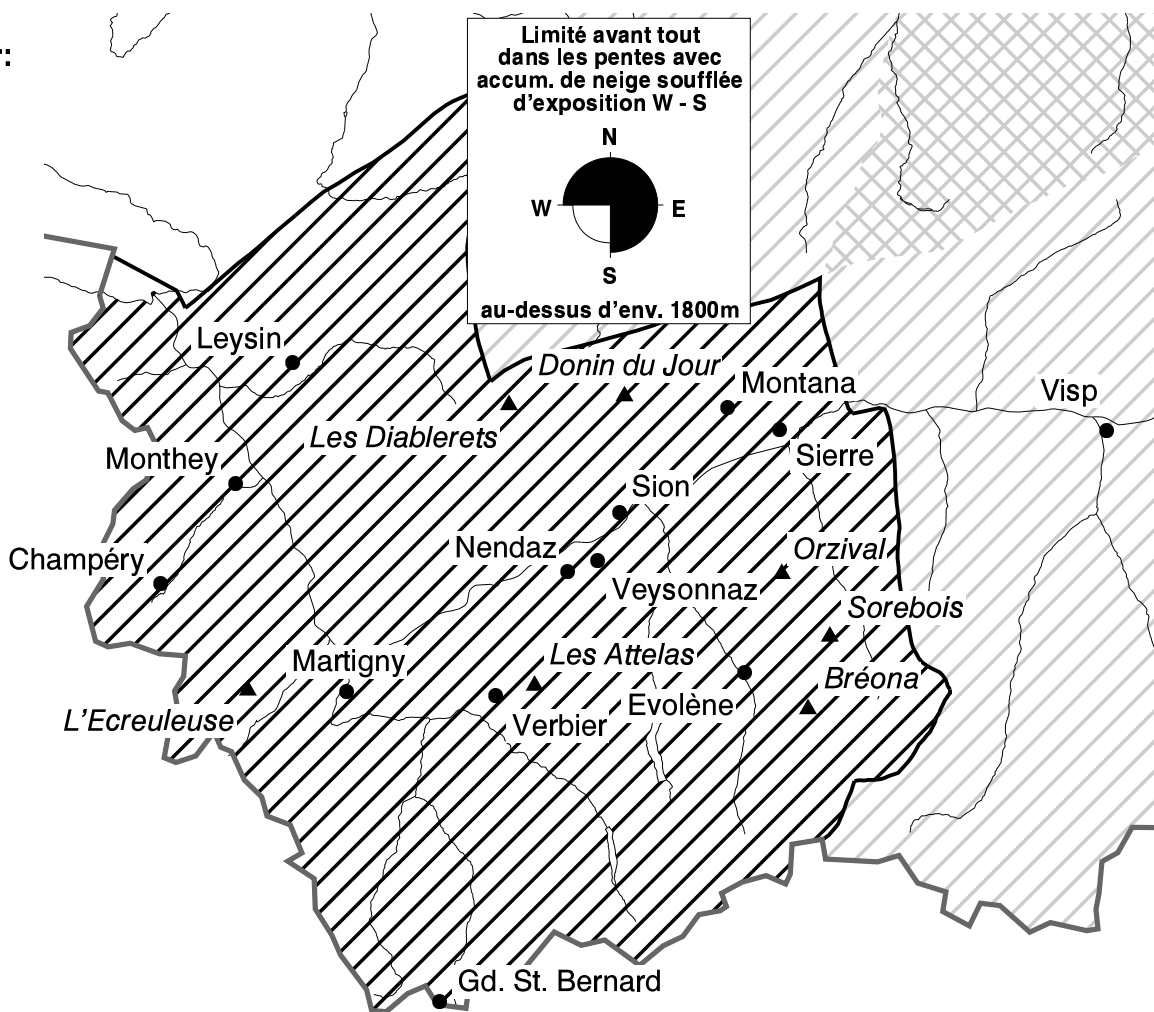 r:
Limité avant tout
dans les pentes avec
accum. de neige soufflée
d'exposition W - S
N
W
E
S
au-dessus d'env. 1800m
Leysin
Donin du Jour
Montana
Visp
Les Diablerets
Sierre
Monthey
Sion
Nendaz
Orzival
Champéry
Veysonnaz
Sorebois
Martigny
Les Attelas
Bréona
L'Ecreuleuse
Verbier
Evolène
Gd. St. Bernard